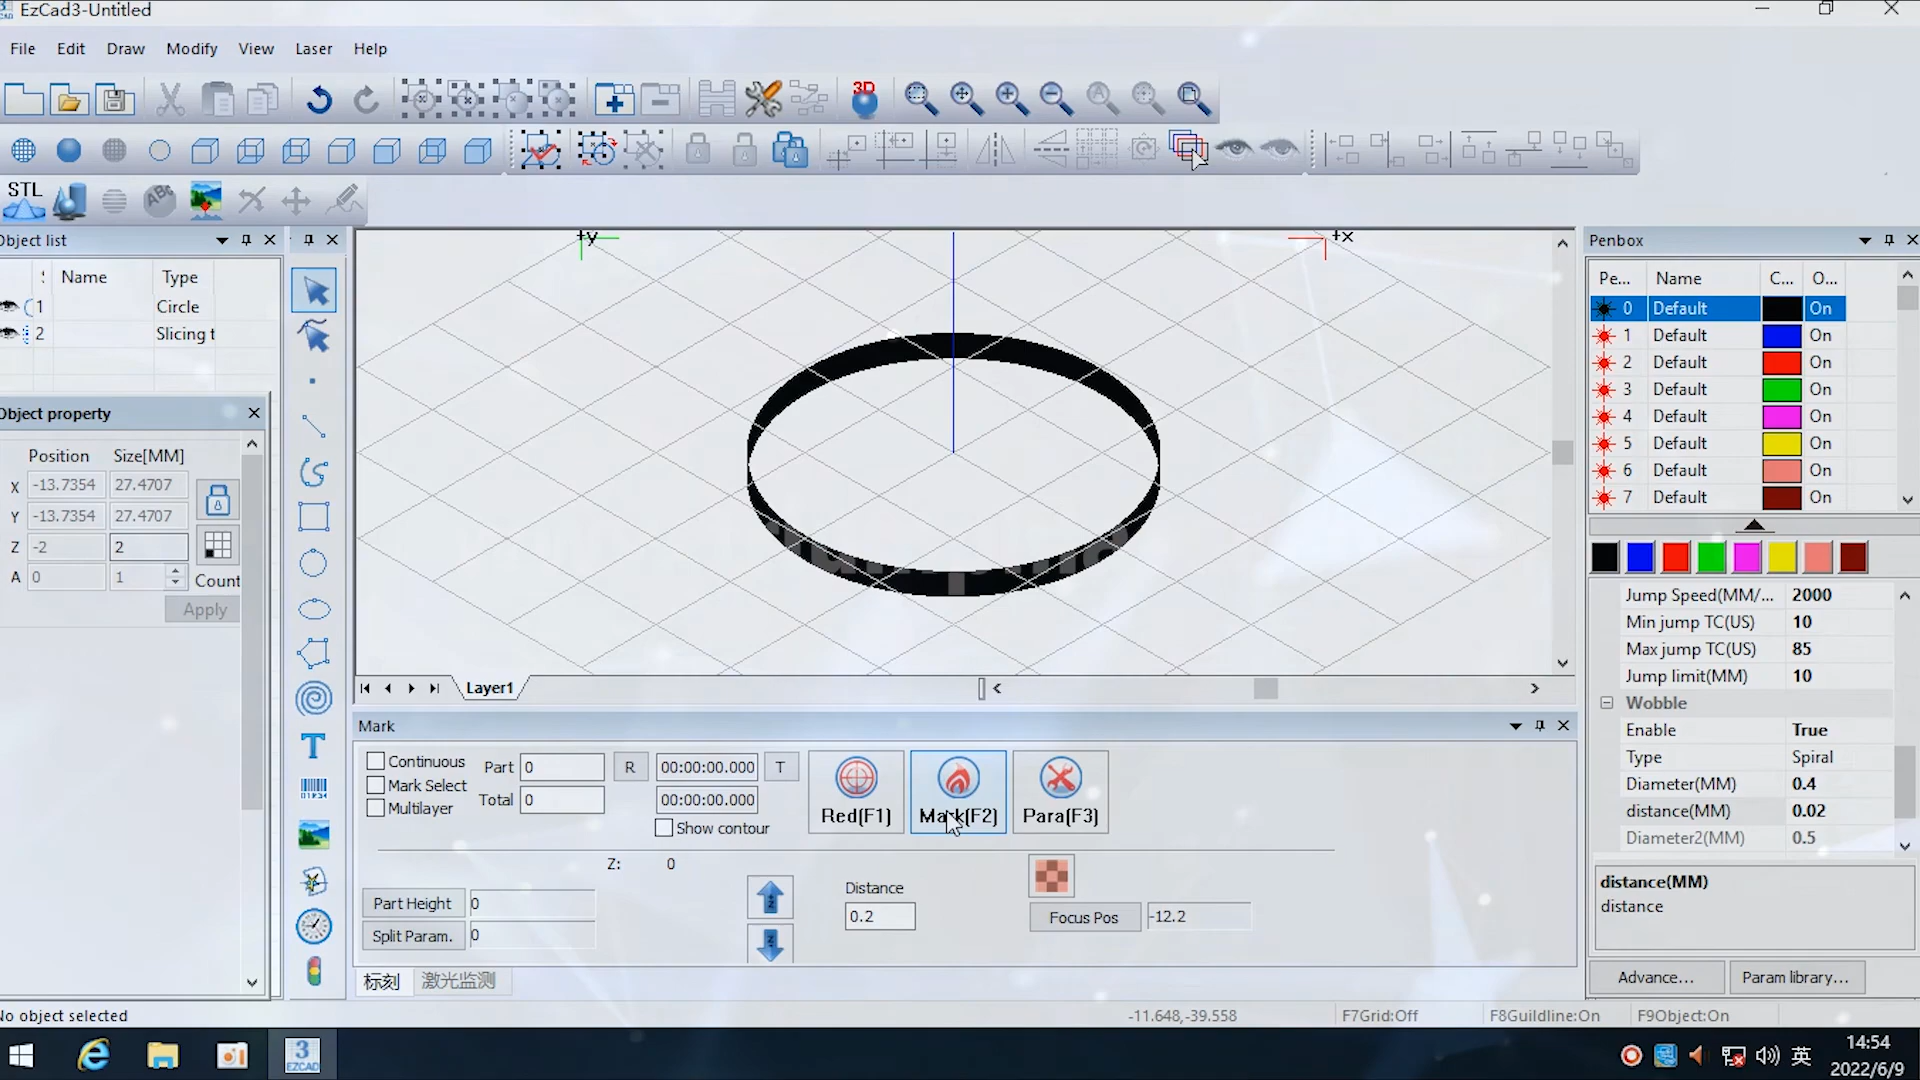 EzCad3-Untitled
File Edit Draw Modify View Laser Help
3D
STL
ABC
Object list
Name Type
1 Circle
2 Slicing t
Object property
Position Size[MM]
X -13.7354 27.4707
Y -13.7354 27.4707
Z -2 2
A 0 1 Count
Apply
+y +x
Layer1
Mark
Continuous Part 0 R 00:00:00.000 T
Mark Select
Multilayer Total 0 00:00:00.000
Show contour
Red(F1) Mark(F2) Para(F3)
Z: 0
Part Height 0
Split Param. 0
Distance
0.2
Focus Pos -12.2
标刻 激光监测
Penbox
Pe... Name C... O...
0 Default On
1 Default On
2 Default On
3 Default On
4 Default On
5 Default On
6 Default On
7 Default On
Jump Speed(MM/... 2000
Min jump TC(US) 10
Max jump TC(US) 85
Jump limit(MM) 10
Wobble
Enable True
Type Spiral
Diameter(MM) 0.4
distance(MM) 0.02
Diameter2(MM) 0.5
distance(MM)
distance
Advance... Param library...
No object selected -11.648,-39.558 F7Grid:Off F8Guildline:On F9Object:On
3
EZCAD
英
14:54
2022/6/9